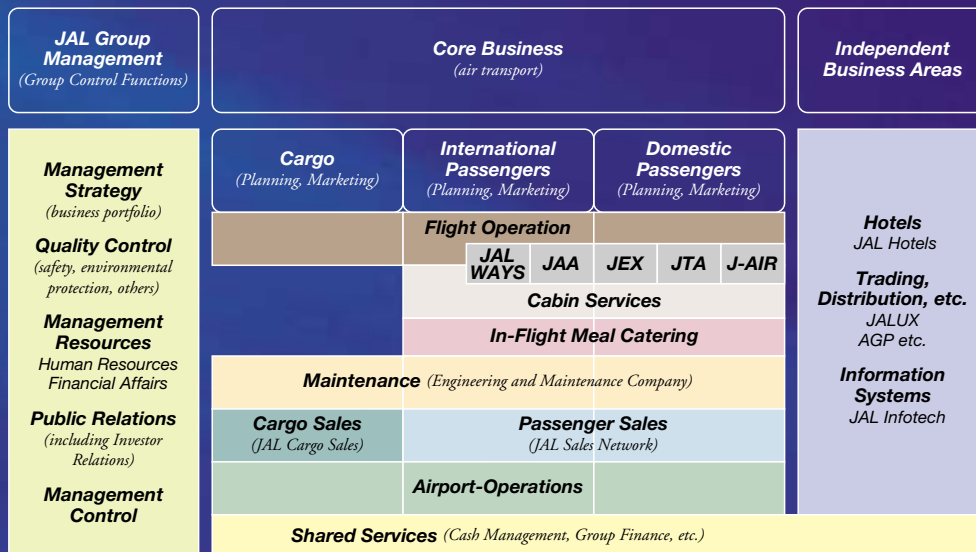 JAL Group
Management
(Group Control Functions)
Core Business
(air transport)
Independent
Business Areas
Management
Strategy
(business portfolio)
Quality Control
(safety, environmental
protection, others)
Management
Resources
Human Resources
Financial Affairs
Public Relations
(including Investor
Relations)
Management
Control
Cargo
(Planning, Marketing)
International
Passengers
(Planning, Marketing)
Domestic
Passengers
(Planning, Marketing)
Flight Operation
JAL
WAYS
JAA
JEX
JTA
J-AIR
Cabin Services
In-Flight Meal Catering
Maintenance (Engineering and Maintenance Company)
Cargo Sales
(JAL Cargo Sales)
Passenger Sales
(JAL Sales Network)
Airport-Operations
Shared Services (Cash Management, Group Finance, etc.)
Hotels
JAL Hotels
Trading,
Distribution, etc.
JALUX
AGP etc.
Information
Systems
JAL Infotech